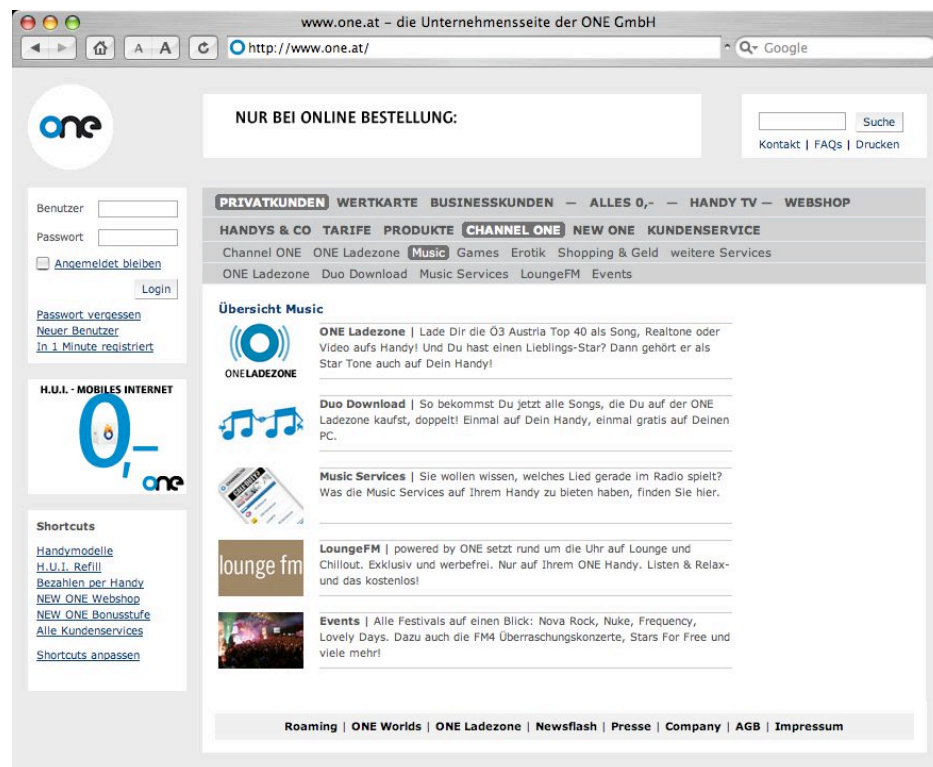 www.one.at – die Unternehmensseite der ONE GmbH
A A
http://www.one.at/
Google
one
NUR BEI ONLINE BESTELLUNG:
Suche
Kontakt | FAQs | Drucken
Benutzer
Passwort
Angemeldet bleiben
Login
Passwort vergessen
Neuer Benutzer
In 1 Minute registriert
H.U.I. - MOBILES INTERNET
0,–
one
Shortcuts
Handymodelle
H.U.I. Refill
Bezahlen per Handy
NEW ONE Webshop
NEW ONE Bonusstufe
Alle Kundenservices
Shortcuts anpassen
PRIVATKUNDEN WERTKARTE BUSINESSKUNDEN — ALLES 0,- — HANDY TV — WEBSHOP
HANDYS & CO TARIFE PRODUKTE CHANNEL ONE NEW ONE KUNDENSERVICE
Channel ONE ONE Ladezone Music Games Erotik Shopping & Geld weitere Services
ONE Ladezone Duo Download Music Services LoungeFM Events
Übersicht Music
ONELADEZONE
ONE Ladezone | Lade Dir die Ö3 Austria Top 40 als Song, Realtone oder
Video aufs Handy! Und Du hast einen Lieblings-Star? Dann gehört er als
Star Tone auch auf Dein Handy!
Duo Download | So bekommst Du jetzt alle Songs, die Du auf der ONE
Ladezone kaufst, doppelt! Einmal auf Dein Handy, einmal gratis auf Deinen
PC.
Music Services | Sie wollen wissen, welches Lied gerade im Radio spielt?
Was die Music Services auf Ihrem Handy zu bieten haben, finden Sie hier.
lounge fm
LoungeFM | powered by ONE setzt rund um die Uhr auf Lounge und
Chillout. Exklusiv und werbefrei. Nur auf Ihrem ONE Handy. Listen & Relax-
und das kostenlos!
Events | Alle Festivals auf einen Blick: Nova Rock, Nuke, Frequency,
Lovely Days. Dazu auch die FM4 Überraschungskonzerte, Stars For Free und
viele mehr!
Roaming | ONE Worlds | ONE Ladezone | Newsflash | Presse | Company | AGB | Impressum